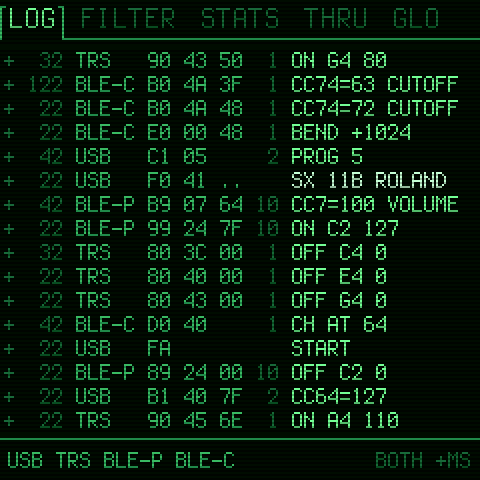 LOG FILTER STATS THRU GLO
+ 32 TRS 90 43 50 1 ON G4 80
+ 122 BLE-C B0 4A 3F 1 CC74=63 CUTOFF
+ 22 BLE-C B0 4A 48 1 CC74=72 CUTOFF
+ 22 BLE-C E0 00 48 1 BEND +1024
+ 42 USB C1 05 2 PROG 5
+ 22 USB F0 41 .. SX 11B ROLAND
+ 42 BLE-P B9 07 64 10 CC7=100 VOLUME
+ 22 BLE-P 99 24 7F 10 ON C2 127
+ 32 TRS 80 3C 00 1 OFF C4 0
+ 22 TRS 80 40 00 1 OFF E4 0
+ 22 TRS 80 43 00 1 OFF G4 0
+ 42 BLE-C D0 40 1 CH AT 64
+ 22 USB FA START
+ 22 BLE-P 89 24 00 10 OFF C2 0
+ 22 USB B1 40 7F 2 CC64=127
+ 22 TRS 90 45 6E 1 ON A4 110
USB TRS BLE-P BLE-C BOTH +MS